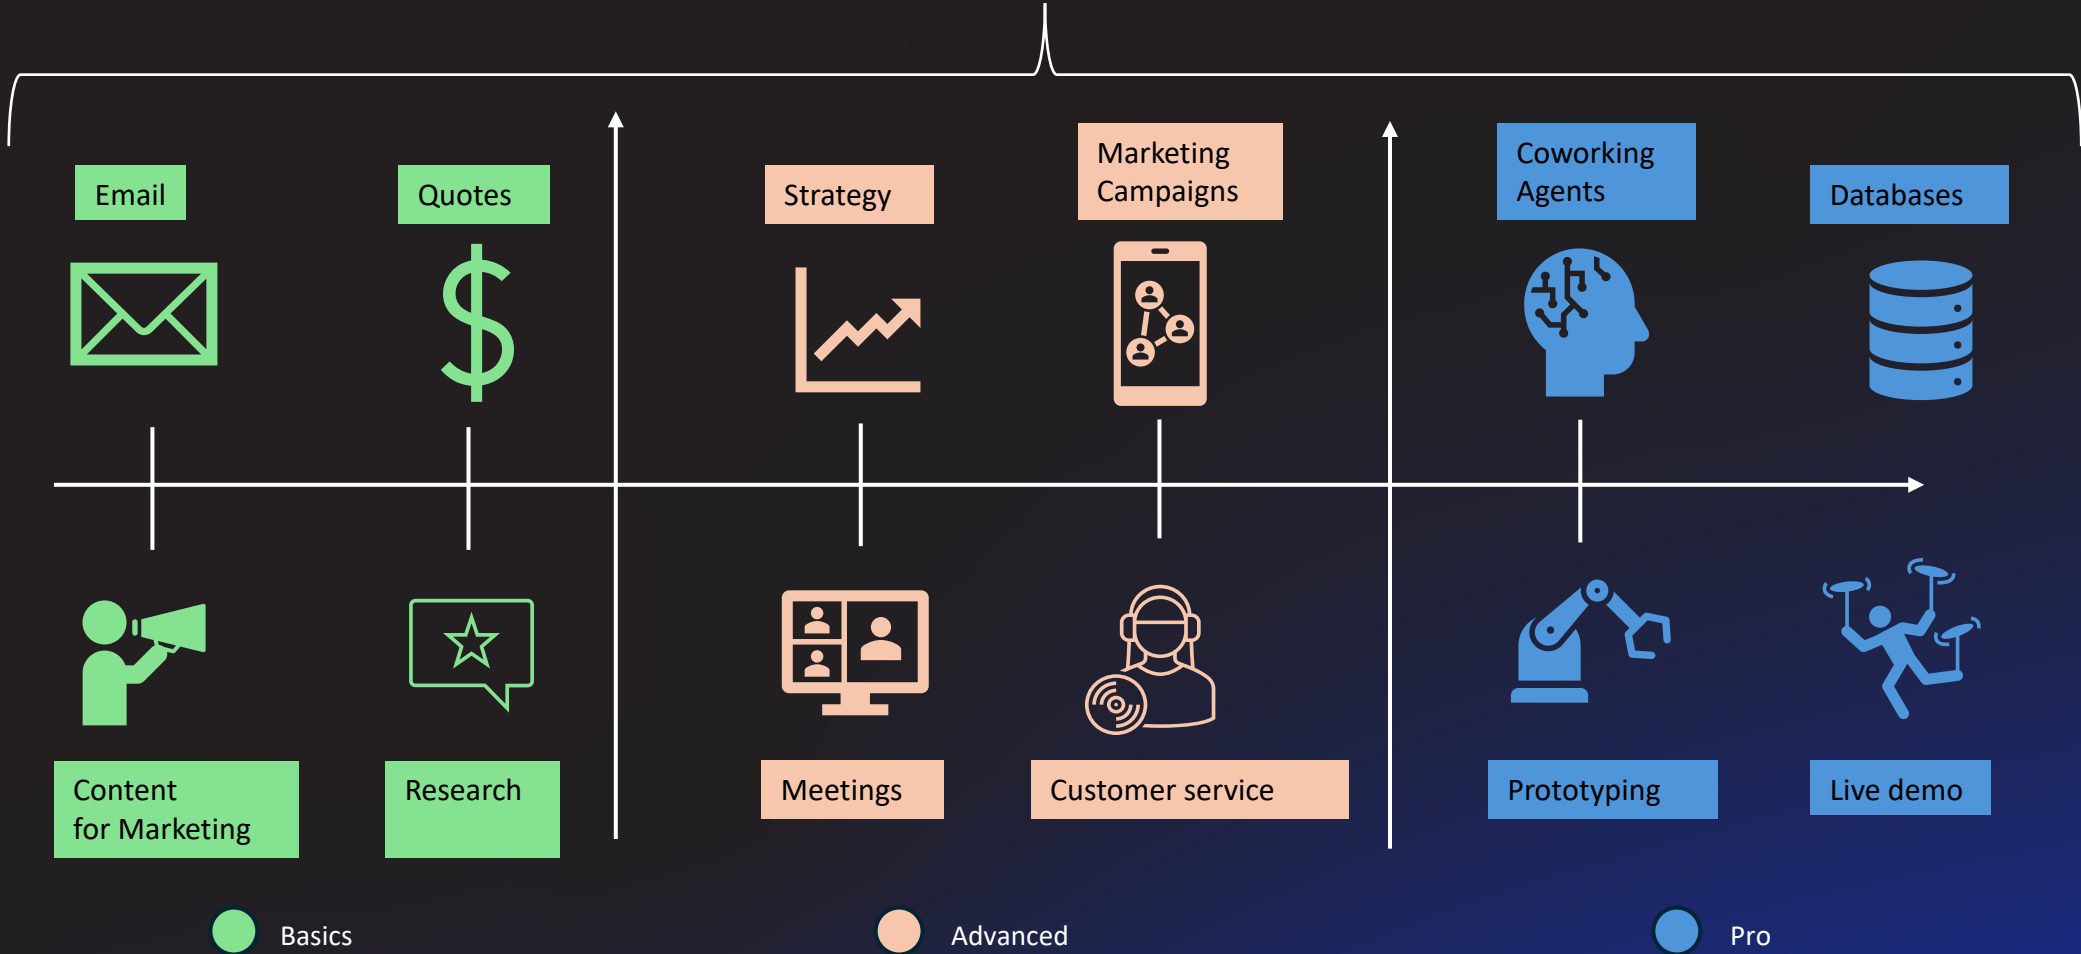 Email
Quotes
Strategy
Marketing
Campaigns
Coworking
Agents
Databases
Content
for Marketing
Research
Meetings
Customer service
Prototyping
Live demo
Basics
Advanced
Pro